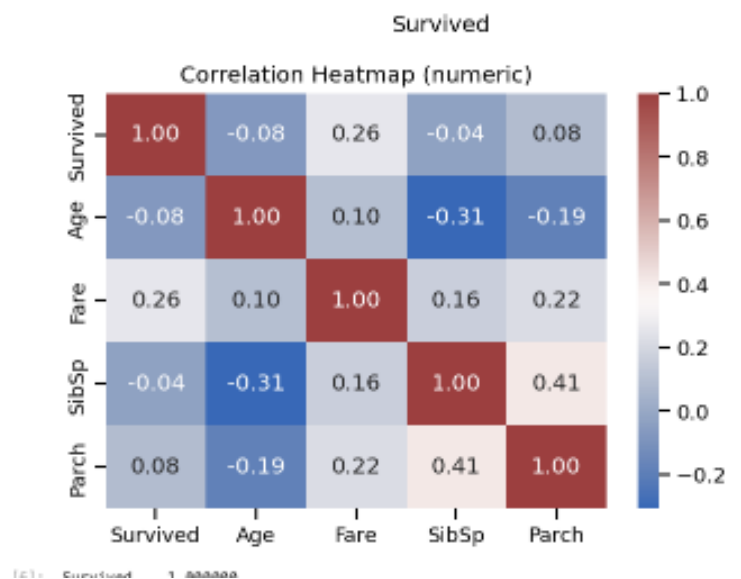 Survived
Correlation Heatmap (numeric)
Survived 1.00 -0.08 0.26 -0.04 0.08
Age -0.08 1.00 0.10 -0.31 -0.19
Fare 0.26 0.10 1.00 0.16 0.22
SibSp -0.04 -0.31 0.16 1.00 0.41
Parch 0.08 -0.19 0.22 0.41 1.00
Survived Age Fare SibSp Parch
1.0
0.8
0.6
0.4
0.2
0.0
−0.2
[6]: Survived 1.000000